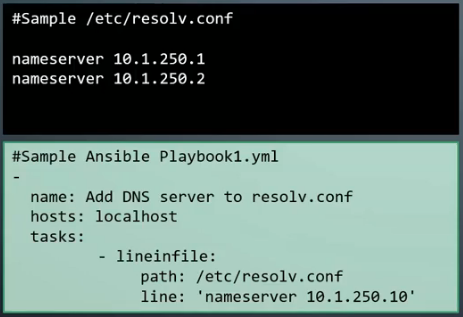 #Sample /etc/resolv.conf
nameserver 10.1.250.1
nameserver 10.1.250.2
#Sample Ansible Playbook1.yml
-
name: Add DNS server to resolv.conf
hosts: localhost
tasks:
- lineinfile:
path: /etc/resolv.conf
line: 'nameserver 10.1.250.10'